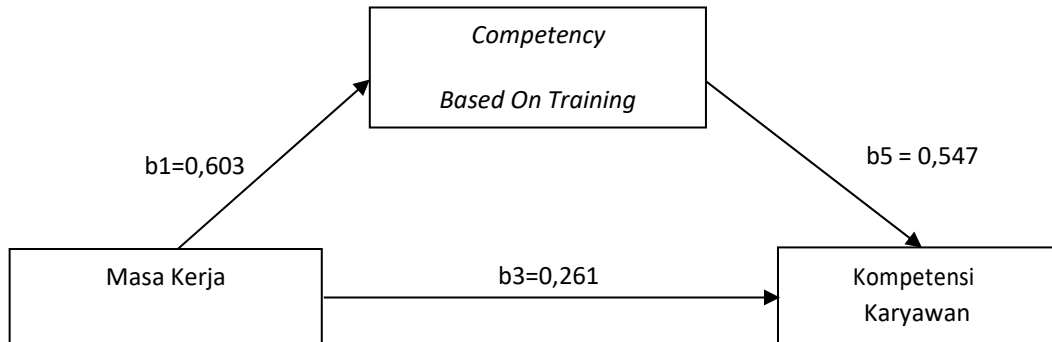 Competency
Based On Training
b1=0,603
b5 = 0,547
Masa Kerja
b3=0,261
Kompetensi
Karyawan